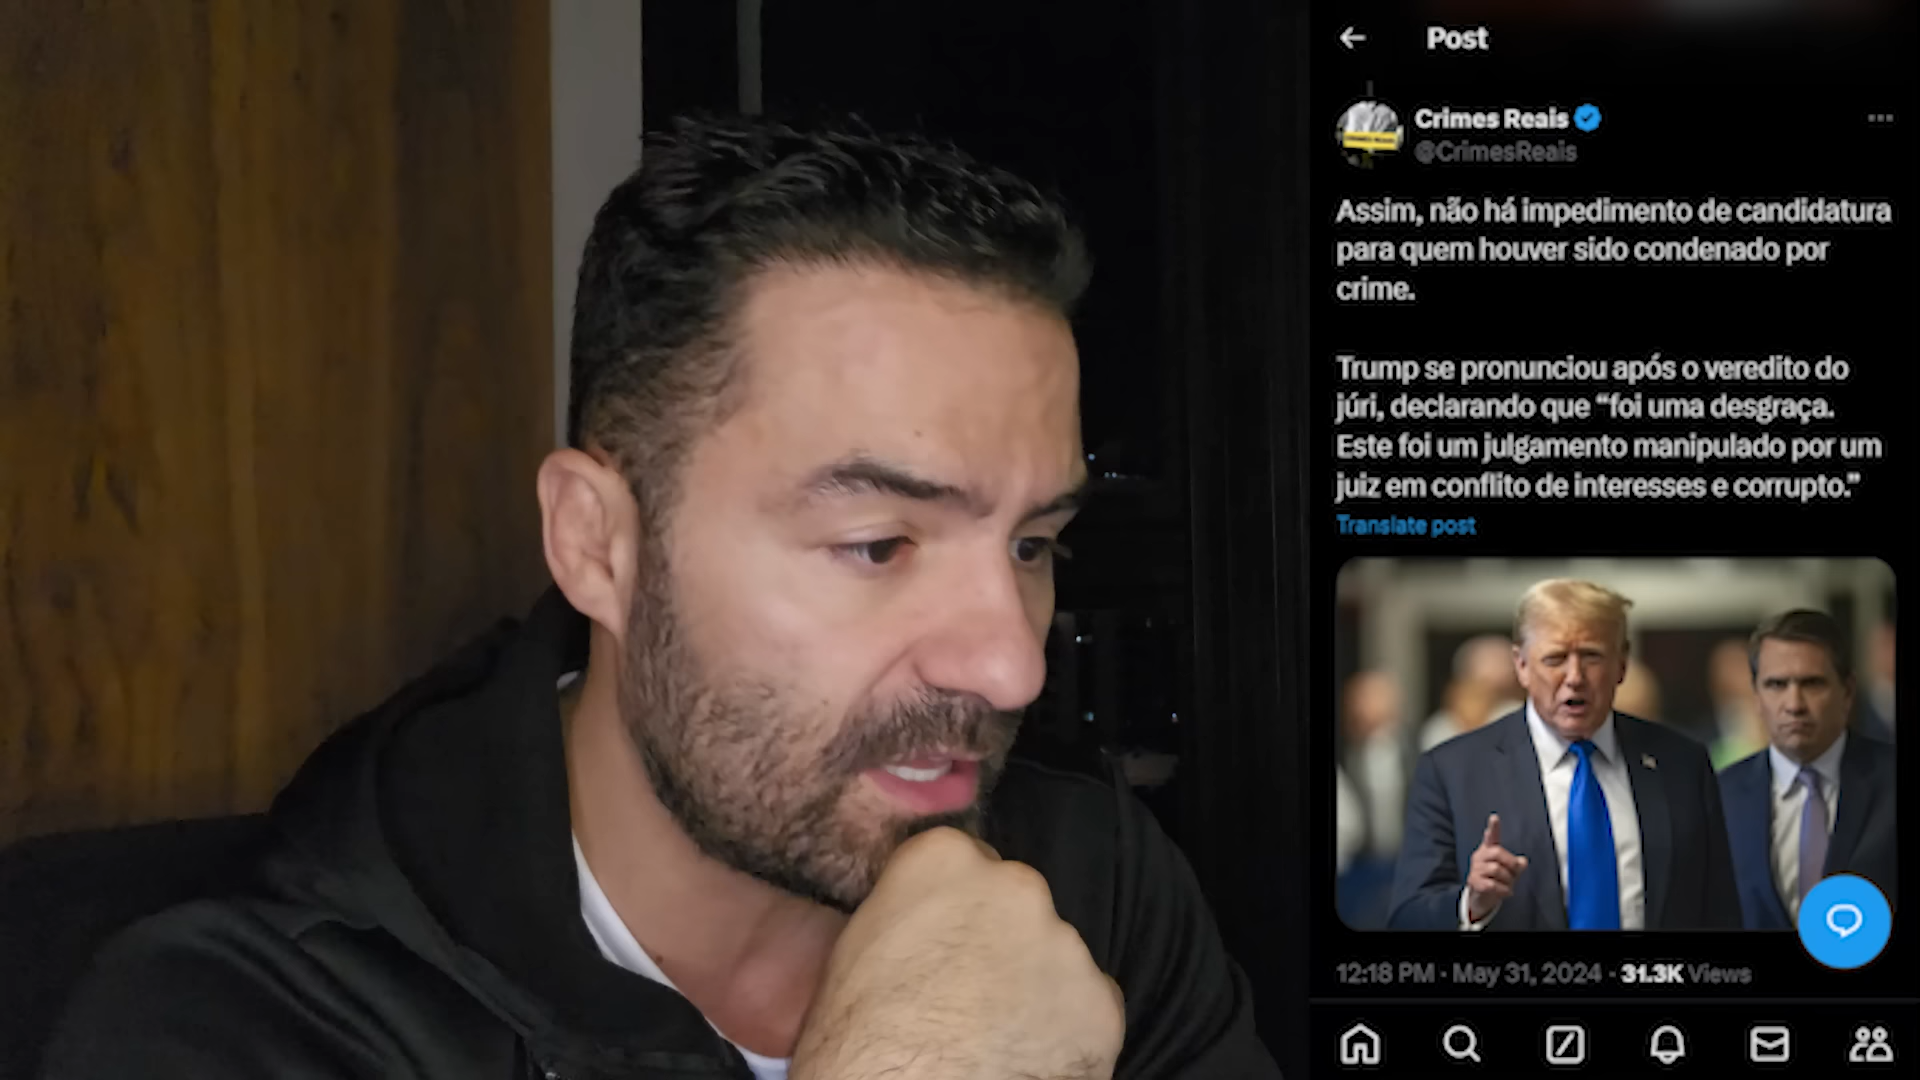 Post
Crimes Reais
@CrimesReais
Assim, não há impedimento de candidatura
para quem houver sido condenado por
crime.
Trump se pronunciou após o veredito do
júri, declarando que “foi uma desgraça.
Este foi um julgamento manipulado por um
juiz em conflito de interesses e corrupto.”
Translate post
12:18 PM · May 31, 2024 · 31.3K Views